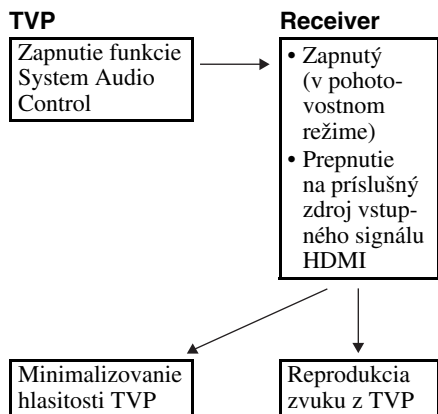 TVP
Receiver
Zapnutie funkcie
System Audio
Control
• Zapnutý
(v pohoto-
vostnom
režime)
• Prepnutie
na príslušný
zdroj vstup-
ného signálu
HDMI
Minimalizovanie
hlasitosti TVP
Reprodukcia
zvuku z TVP